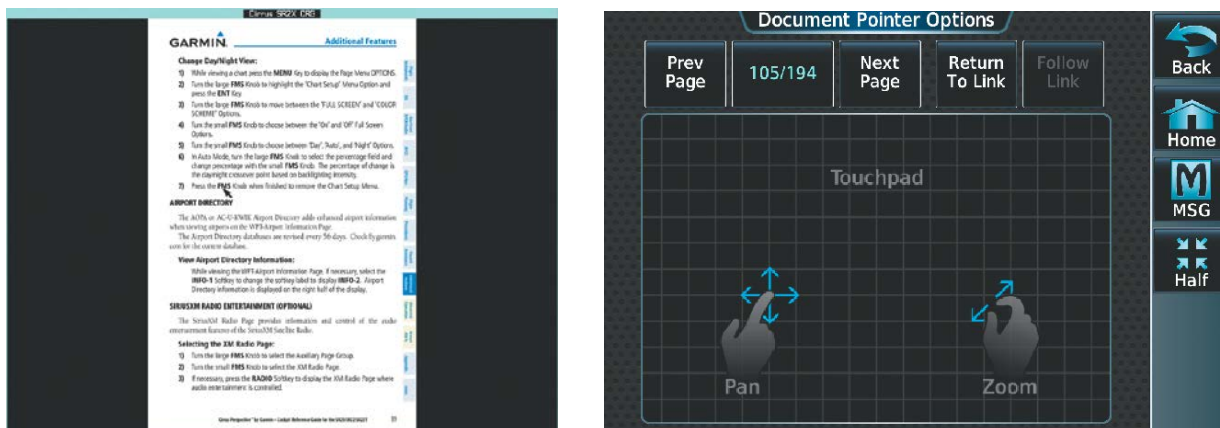 Cirrus SR2X CRG
GARMIN.
Additional Features
Change Day/Night View:
1) While viewing a chart press the MENU Key to display the Page Menu OPTIONS.
2) Turn the large FMS Knob to highlight the 'Chart Setup' Menu Option and
press the ENT Key.
3) Turn the large FMS Knob to move between the 'FULL SCREEN' and 'COLOR
SCHEME' Options.
4) Turn the small FMS Knob to choose between the 'On' and 'Off' Full Screen
Options.
5) Turn the small FMS Knob to choose between 'Day', 'Auto', and 'Night' Options.
6) In Auto Mode, turn the large FMS Knob to select the percentage field and
change percentage with the small FMS Knob. The percentage of change is
the day/night crossover point based on backlighting intensity.
7) Press the FMS Knob when finished to remove the Chart Setup Menu.
AIRPORT DIRECTORY
The AOPA or AC-U-KWIK Airport Directory adds enhanced airport information
when viewing airports on the WPT-Airport Information Page.
The Airport Directory databases are revised every 56 days. Check fly.garmin.
com for the current database.
View Airport Directory Information:
While viewing the WPT-Airport Information Page, if necessary, select the
INFO-1 Softkey to change the softkey label to display INFO-2. Airport
Directory information is displayed on the right half of the display.
SIRIUSXM RADIO ENTERTAINMENT (OPTIONAL)
The SiriusXM Radio Page provides information and control of the audio
entertainment features of the SiriusXM Satellite Radio.
Selecting the XM Radio Page:
1) Turn the large FMS Knob to select the Auxiliary Page Group.
2) Turn the small FMS Knob to select the XM Radio Page.
3) If necessary, press the RADIO Softkey to display the XM Radio Page where
audio entertainment is controlled.
Document Pointer Options
Prev Page
105/194
Next Page
Return To Link
Follow Link
Touchpad
Pan
Zoom
Back
Home
MSG
Half